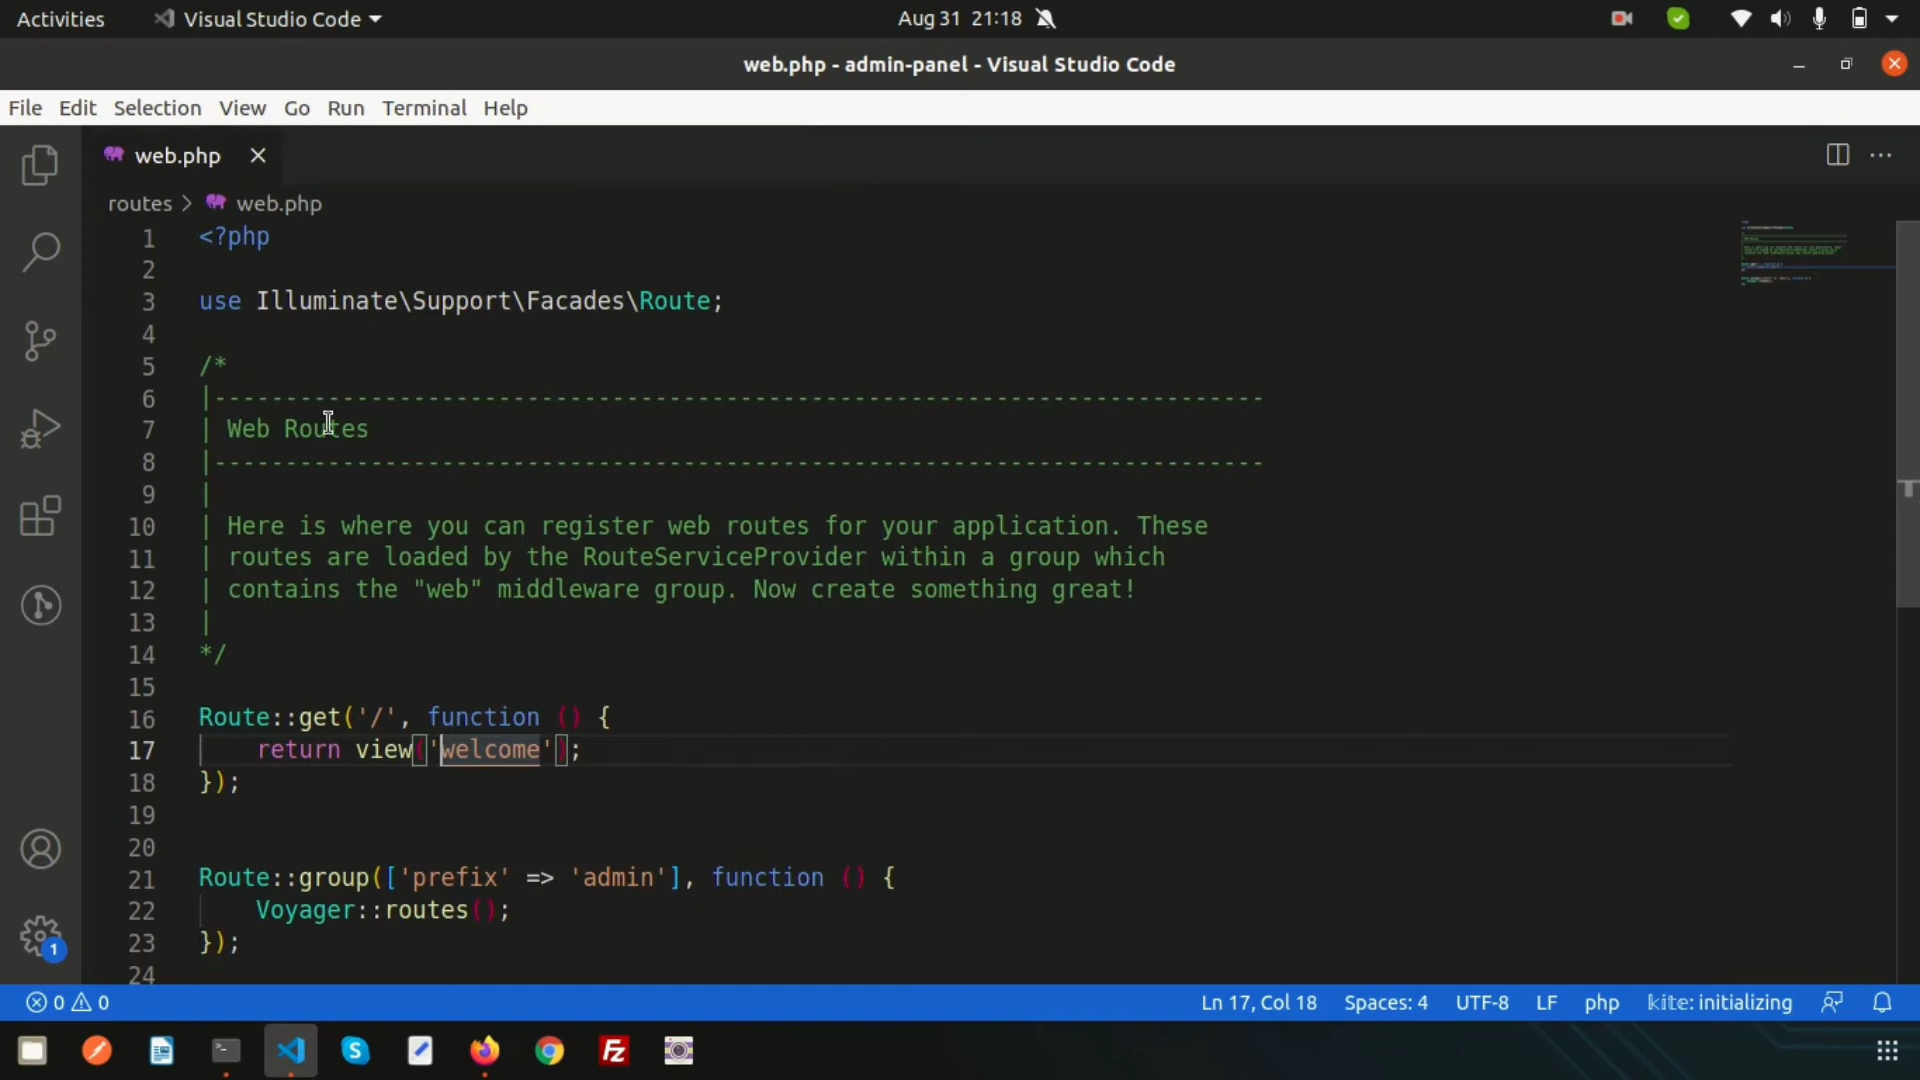 Activities
Visual Studio Code
Aug 31 21:18
web.php - admin-panel - Visual Studio Code
File Edit Selection View Go Run Terminal Help
web.php
routes > web.php
1 <?php
2
3 use Illuminate\Support\Facades\Route;
4
5 /*
6 |--------------------------------------------------------------------------
7 | Web Routes
8 |--------------------------------------------------------------------------
9 |
10 | Here is where you can register web routes for your application. These
11 | routes are loaded by the RouteServiceProvider within a group which
12 | contains the "web" middleware group. Now create something great!
13 |
14 */
15
16 Route::get('/', function () {
17     return view('welcome');
18 });
19
20
21 Route::group(['prefix' => 'admin'], function () {
22     Voyager::routes();
23 });
24
1
0 0
Ln 17, Col 18 Spaces: 4 UTF-8 LF php kite: initializing